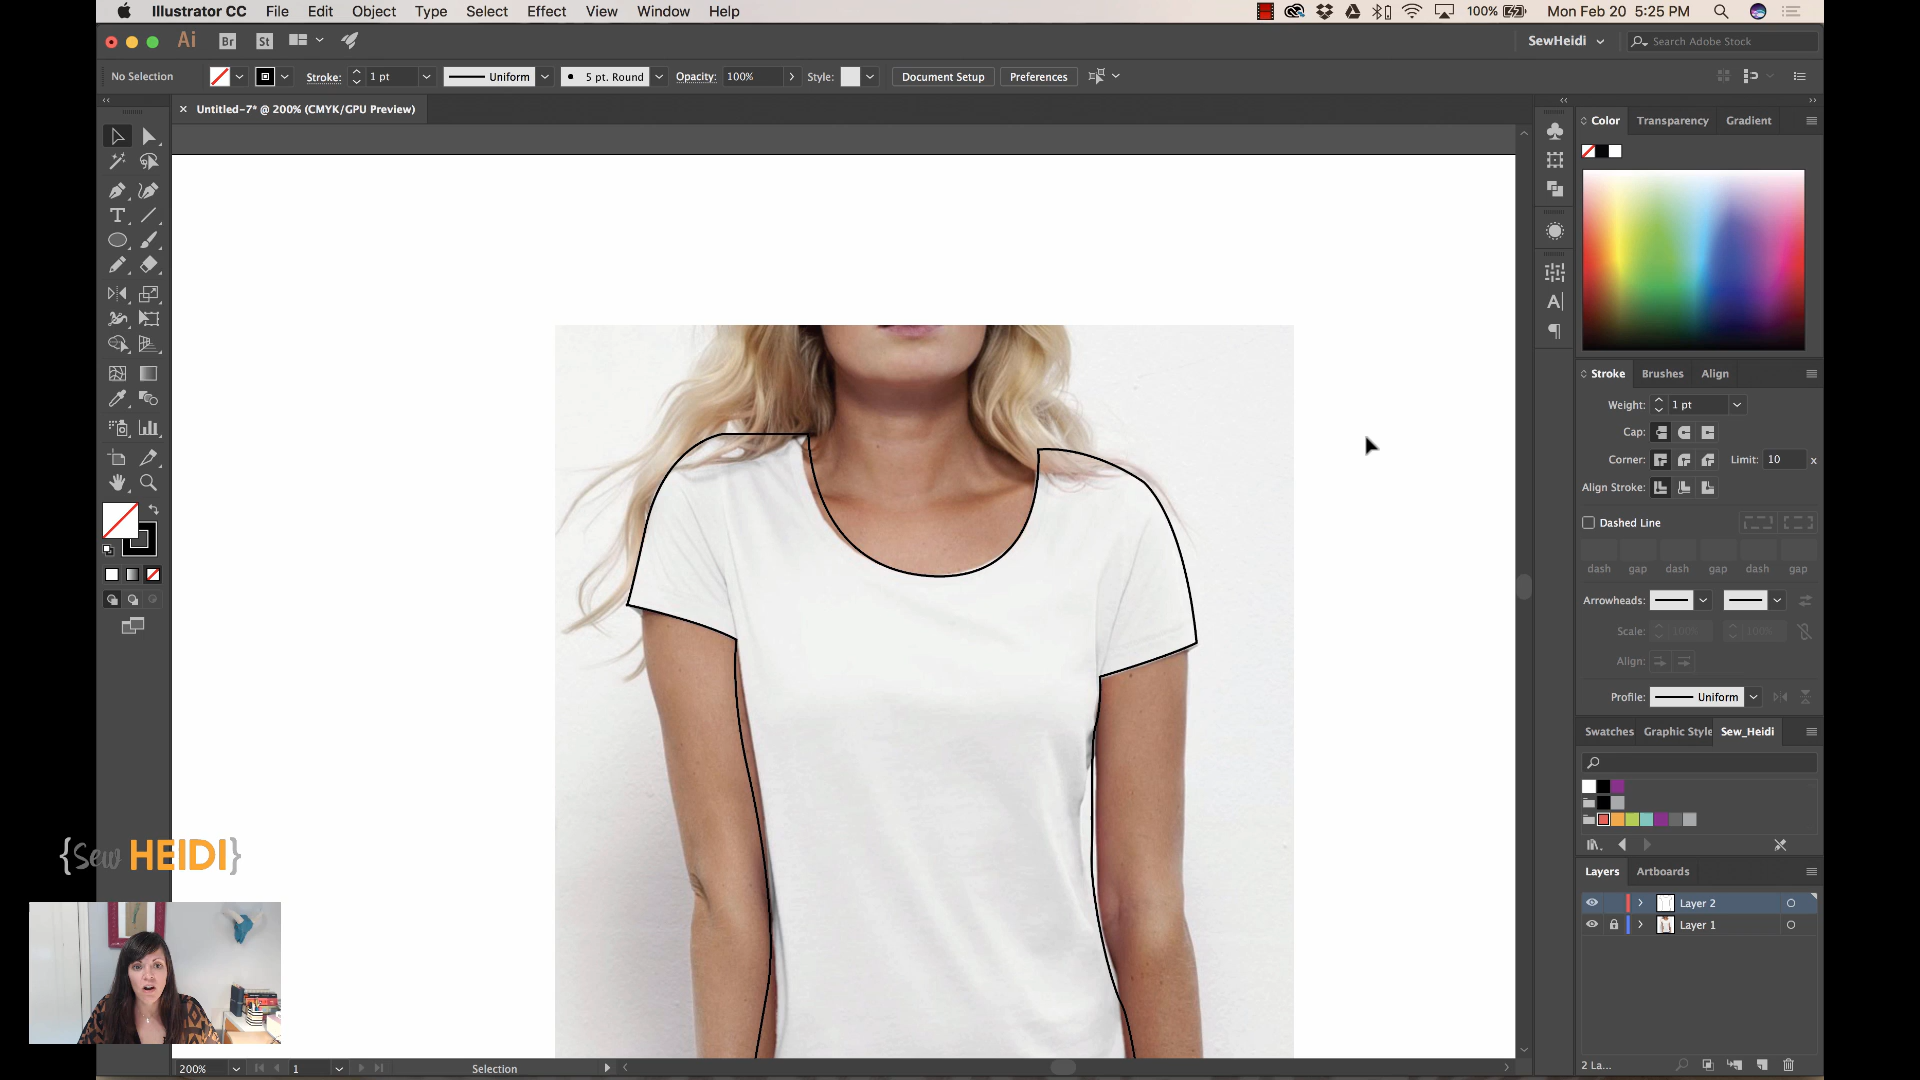 Illustrator CC File Edit Object Type Select Effect View Window Help 100% Mon Feb 20 5:25 PM
Ai Br St SewHeidi Search Adobe Stock
No Selection Stroke: 1 pt Uniform 5 pt. Round Opacity: 100% Style: Document Setup Preferences
× Untitled-7* @ 200% (CMYK/GPU Preview)
Color Transparency Gradient
Stroke Brushes Align
Weight: 1 pt
Cap:
Corner: Limit: 10 x
Align Stroke:
Dashed Line
dash gap dash gap dash gap
Arrowheads:
Scale: 100% 100%
Align:
Profile: Uniform
Swatches Graphic Style Sew_Heidi
Layers Artboards
Layer 2
Layer 1
{Sew HEIDI}
200% 1 Selection
2 La...